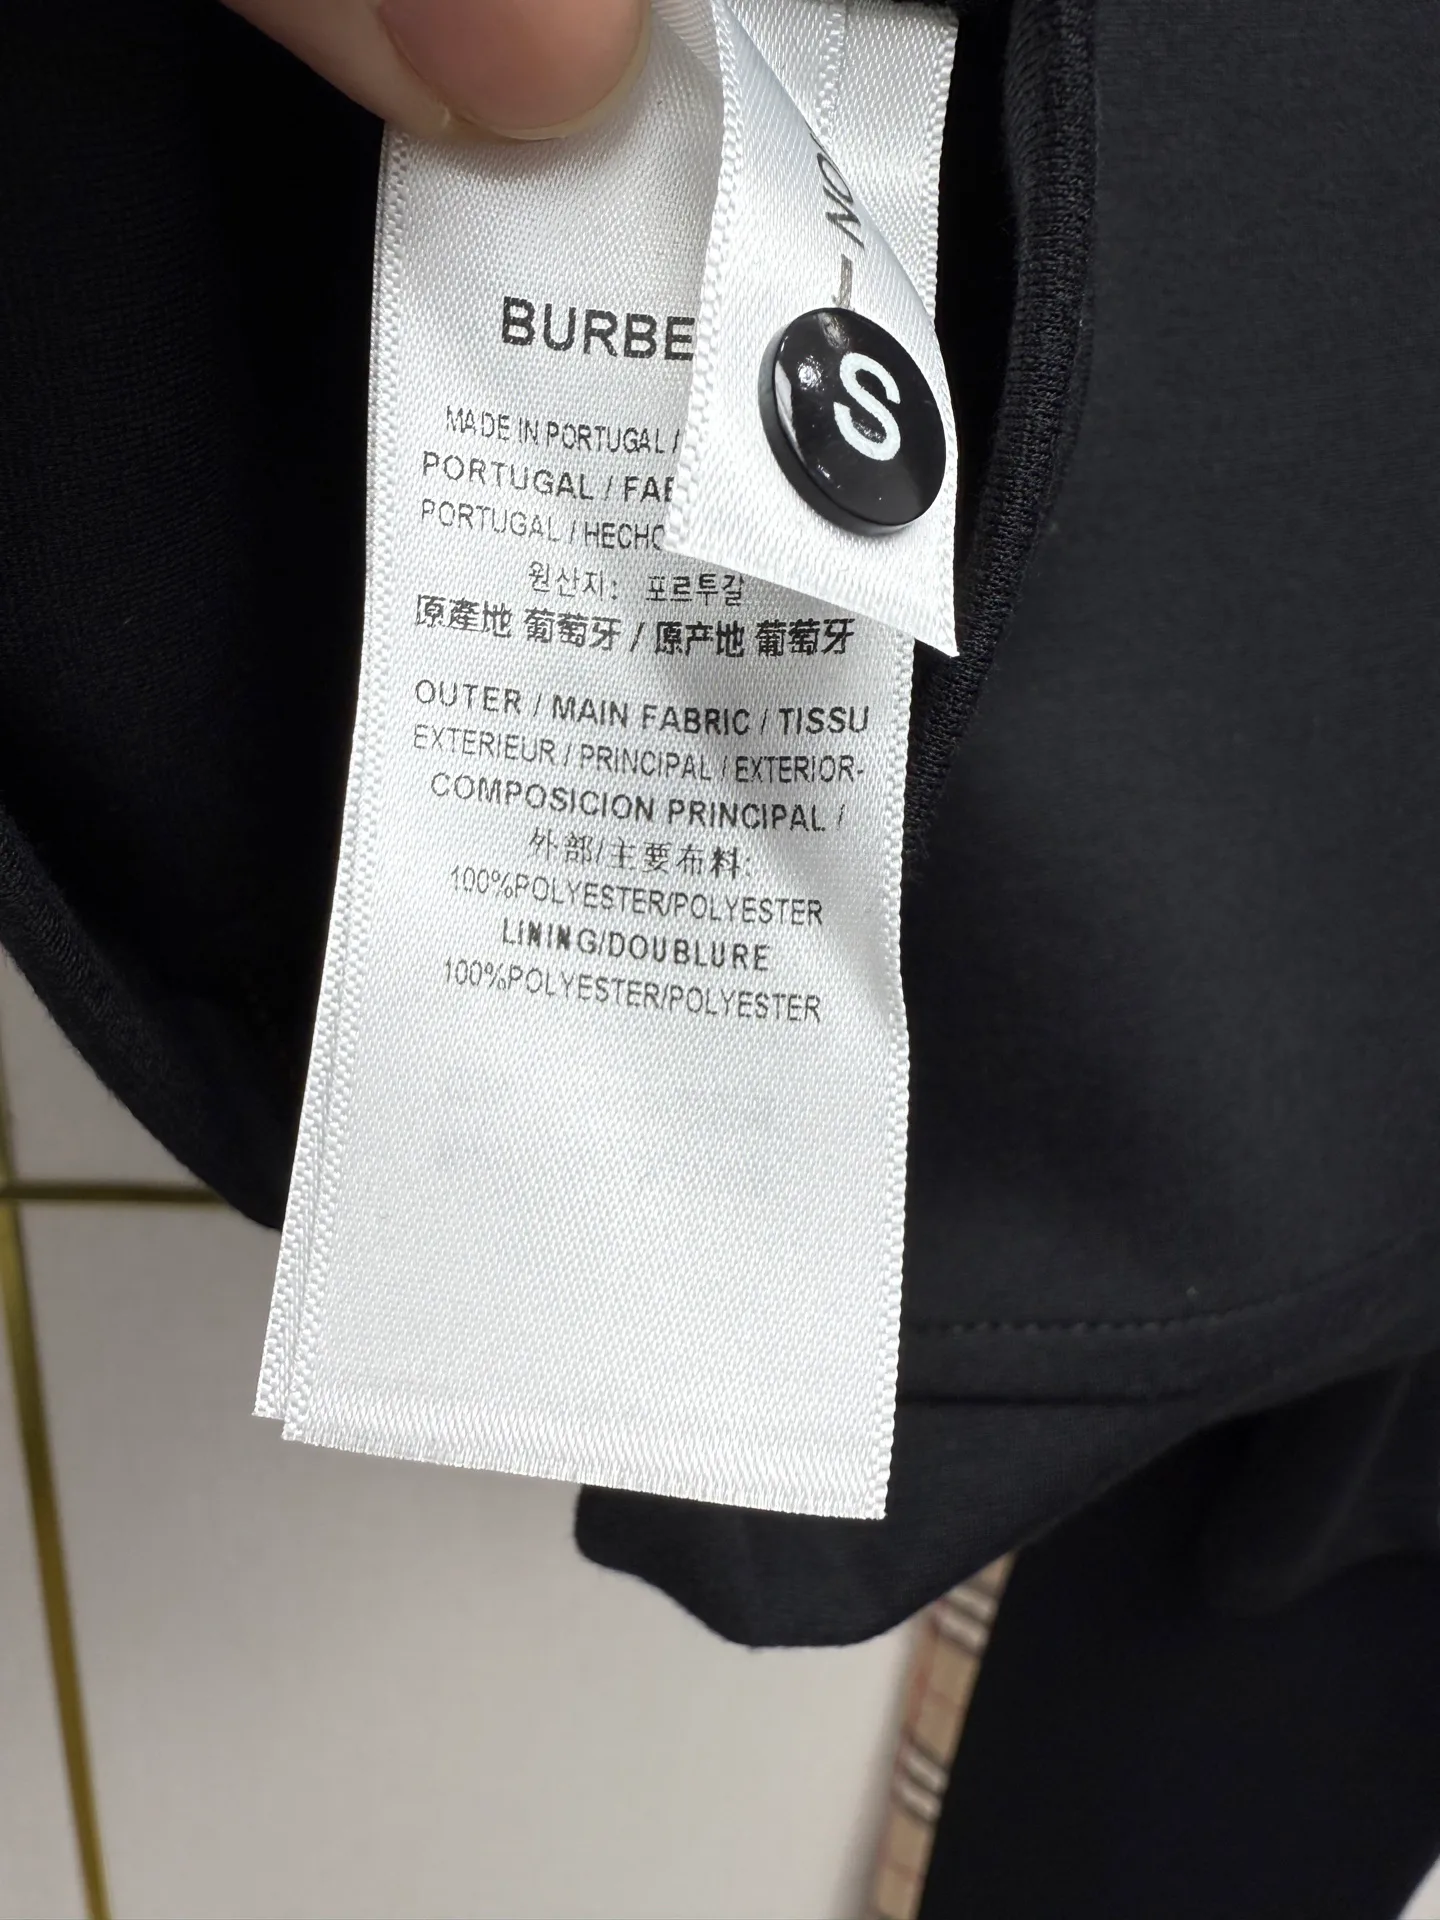 BURBE
MADE IN PORTUGAL /
PORTUGAL / FAB
PORTUGAL / HECHO
원산지: 포르투갈
原產地 葡萄牙 / 原产地 葡萄牙
OUTER / MAIN FABRIC / TISSU
EXTERIEUR / PRINCIPAL / EXTERIOR-
COMPOSICION PRINCIPAL /
外部/主要布料:
100%POLYESTER/POLYESTER
LINING/DOUBLURE
100%POLYESTER/POLYESTER
S